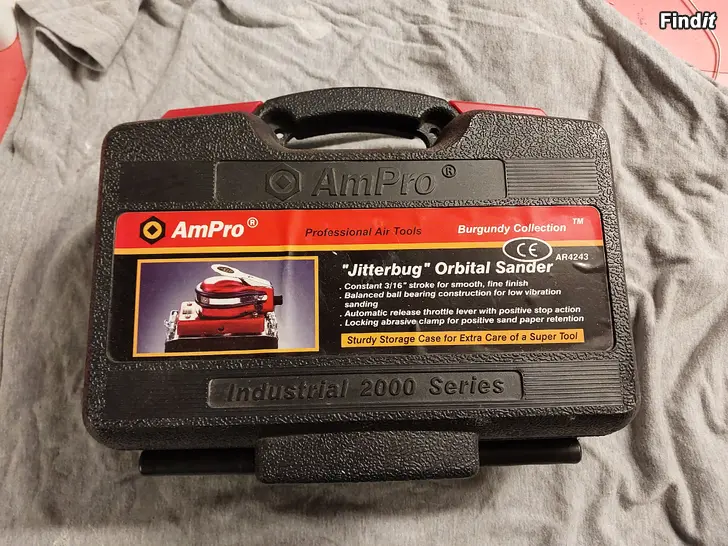 Findit
AmPro®
AmPro® Professional Air Tools Burgundy Collection ™
CE AR4243
"Jitterbug" Orbital Sander
. Constant 3/16" stroke for smooth, fine finish
. Balanced ball bearing construction for low vibration
sanding
. Automatic release throttle lever with positive stop action
. Locking abrasive clamp for positive sand paper retention
Sturdy Storage Case for Extra Care of a Super Tool
Industrial 2000 Series